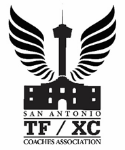 SAN ANTONIO
TF / XC
COACHES ASSOCIATION